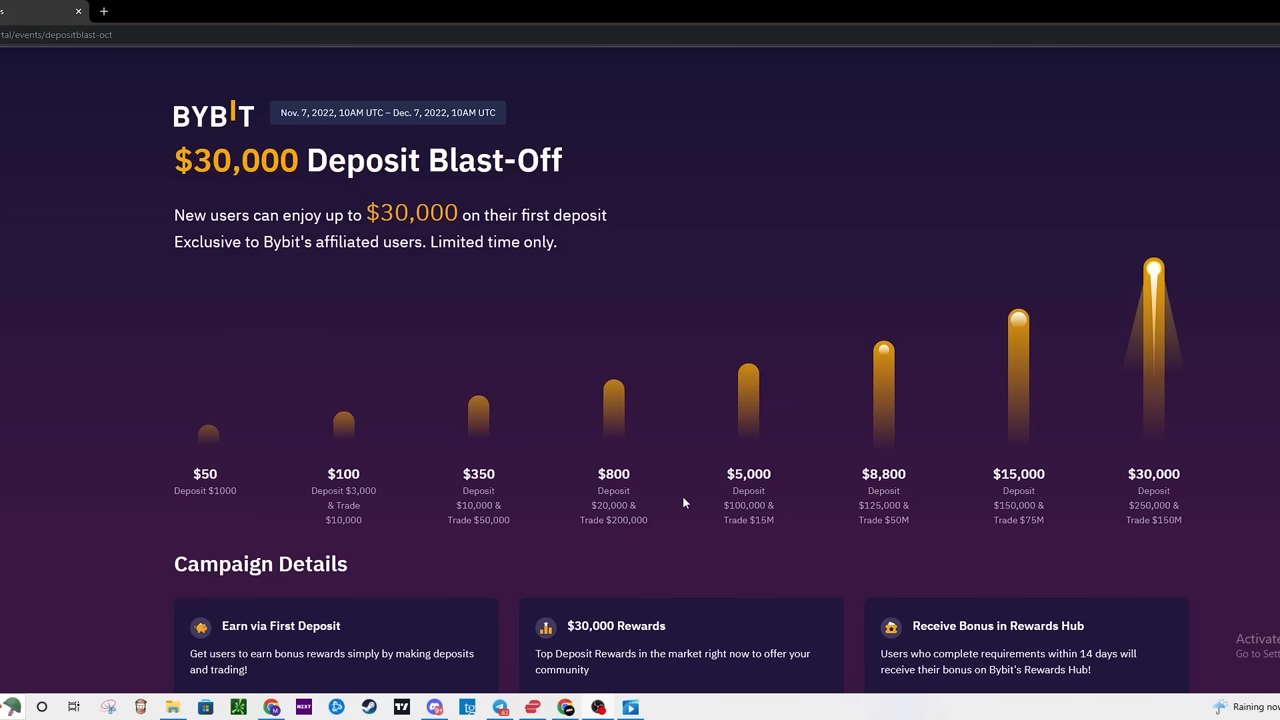 s
rtal/events/depositblast-oct
BYBIT
Nov. 7, 2022, 10AM UTC – Dec. 7, 2022, 10AM UTC
$30,000 Deposit Blast-Off
New users can enjoy up to $30,000 on their first deposit
Exclusive to Bybit's affiliated users. Limited time only.
$50
Deposit $1000
$100
Deposit $3,000
& Trade
$10,000
$350
Deposit
$10,000 &
Trade $50,000
$800
Deposit
$20,000 &
Trade $200,000
$5,000
Deposit
$100,000 &
Trade $15M
$8,800
Deposit
$125,000 &
Trade $50M
$15,000
Deposit
$150,000 &
Trade $75M
$30,000
Deposit
$250,000 &
Trade $150M
Campaign Details
Earn via First Deposit
Get users to earn bonus rewards simply by making deposits
and trading!
$30,000 Rewards
Top Deposit Rewards in the market right now to offer your
community
Receive Bonus in Rewards Hub
Users who complete requirements within 14 days will
receive their bonus on Bybit's Rewards Hub!
Activate
Go to Sett
NEXT
Raining now